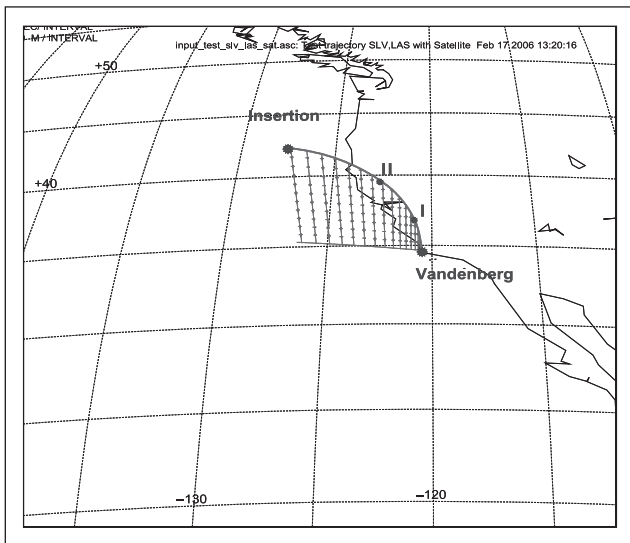 - M / INTERVAL
input_test_slv_las_sat.asc: Test trajectory SLV,LAS with Satellite Feb 17 2006 13:20:16
+50
Insertion
II
+40
I
Vandenberg
–130
–120